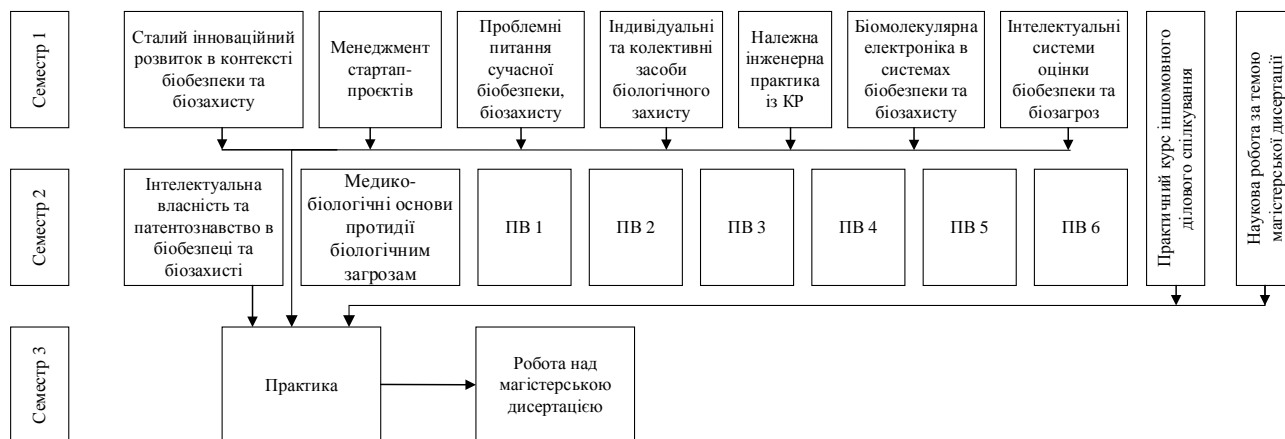 Семестр 1
Сталий інноваційний
розвиток в контексті
біобезпеки та
біозахисту
Менеджмент
стартап-
проєктів
Проблемні
питання
сучасної
біобезпеки,
біозахисту
Індивідуальні
та колективні
засоби
біологічного
захисту
Належна
інженерна
практика
із КР
Біомолекулярна
електроніка в
системах
біобезпеки та
біозахисту
Інтелектуальні
системи
оцінки
біобезпеки та
біозагроз
Практичний курс іншомовного
ділового спілкування
Наукова робота за темою
магістерської дисертації
Семестр 2
Інтелектуальна
власність та
патентознавство в
біобезпеці та
біозахисті
Медико-
біологічні основи
протидії
біологічним
загрозам
ПВ 1
ПВ 2
ПВ 3
ПВ 4
ПВ 5
ПВ 6
Семестр 3
Практика
Робота над
магістерською
дисертацією